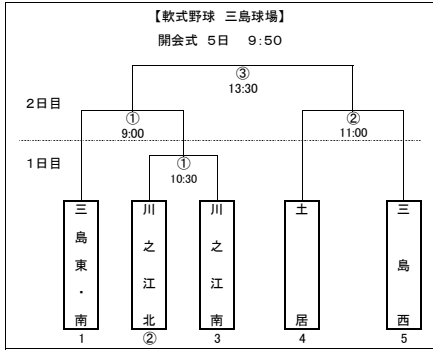 【軟式野球 三島球場】
開会式 5日 9:50
③
13:30
2日目
①
9:00
②
11:00
1日目
①
10:30
三島東・南
川之江北
川之江南
土居
三島西
1
②
3
4
5